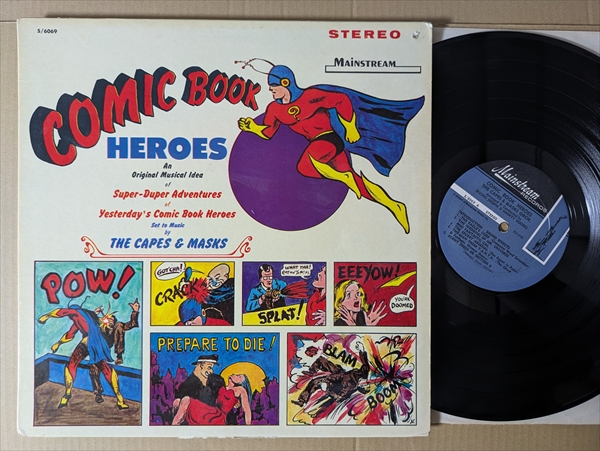 S/6069
STEREO
MAINSTREAM
COMIC BOOK
HEROES
An
Original Musical Idea
of
Super-Duper Adventures
of
Yesterday's Comic Book Heroes
Set to Music
by
THE CAPES & MASKS
POW!
GOTCHA!
CRACK
WHAT THA!
SPLAT!
EEEYOW!
YOU'RE
DOOMED
PREPARE TO DIE!
BLAM
BOOM
Mainstream
RECORDS